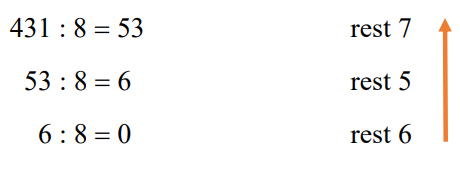 431 : 8 = 53 rest 7
53 : 8 = 6 rest 5
6 : 8 = 0 rest 6